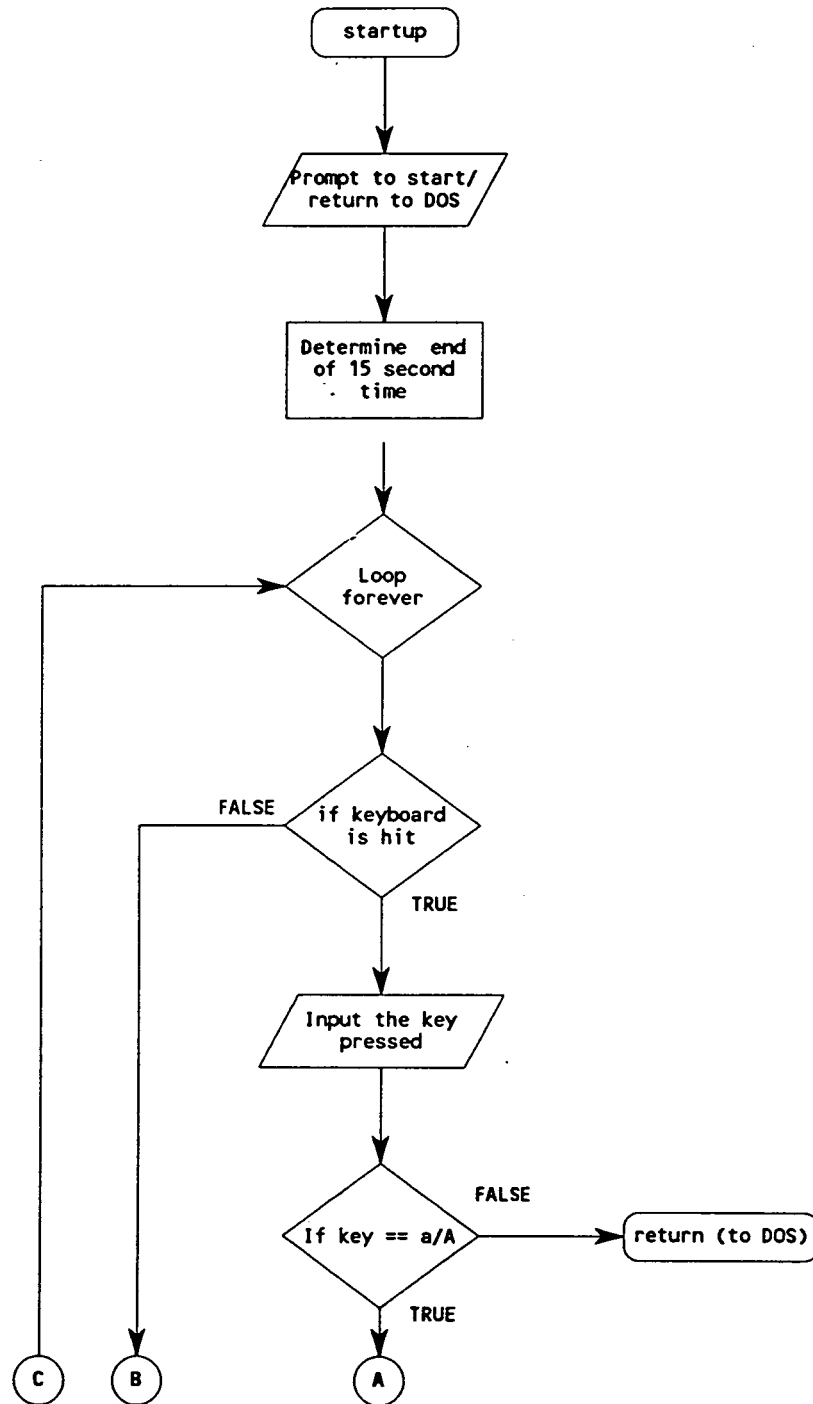 startup
Prompt to start/
return to DOS
Determine end
of 15 second
time
Loop
forever
FALSE
if keyboard
is hit
TRUE
Input the key
pressed
FALSE
If key == a/A
return (to DOS)
TRUE
C
B
A